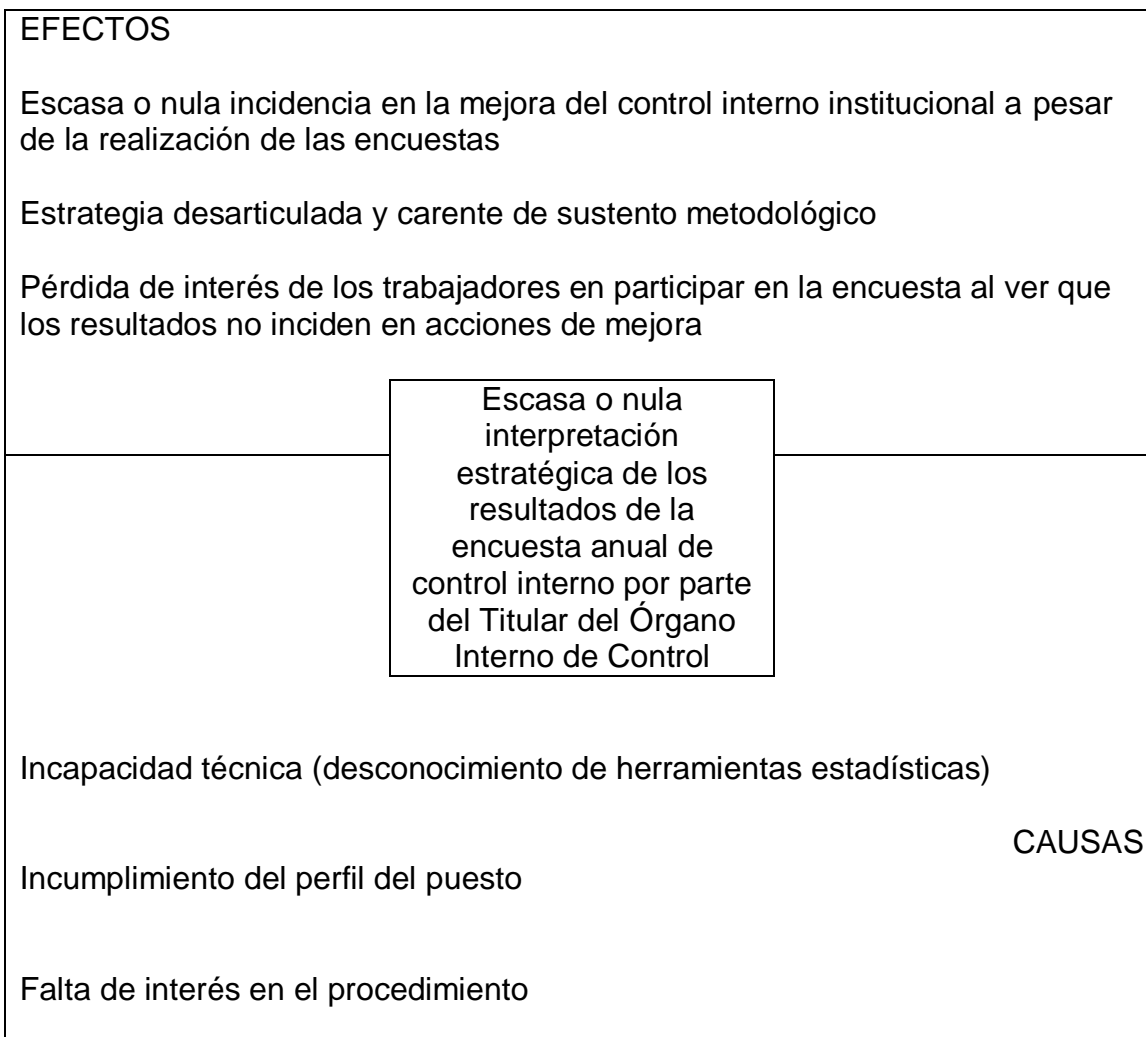 EFECTOS
Escasa o nula incidencia en la mejora del control interno institucional a pesar
de la realización de las encuestas
Estrategia desarticulada y carente de sustento metodológico
Pérdida de interés de los trabajadores en participar en la encuesta al ver que
los resultados no inciden en acciones de mejora
Escasa o nula
interpretación
estratégica de los
resultados de la
encuesta anual de
control interno por parte
del Titular del Órgano
Interno de Control
Incapacidad técnica (desconocimiento de herramientas estadísticas)
CAUSAS
Incumplimiento del perfil del puesto
Falta de interés en el procedimiento